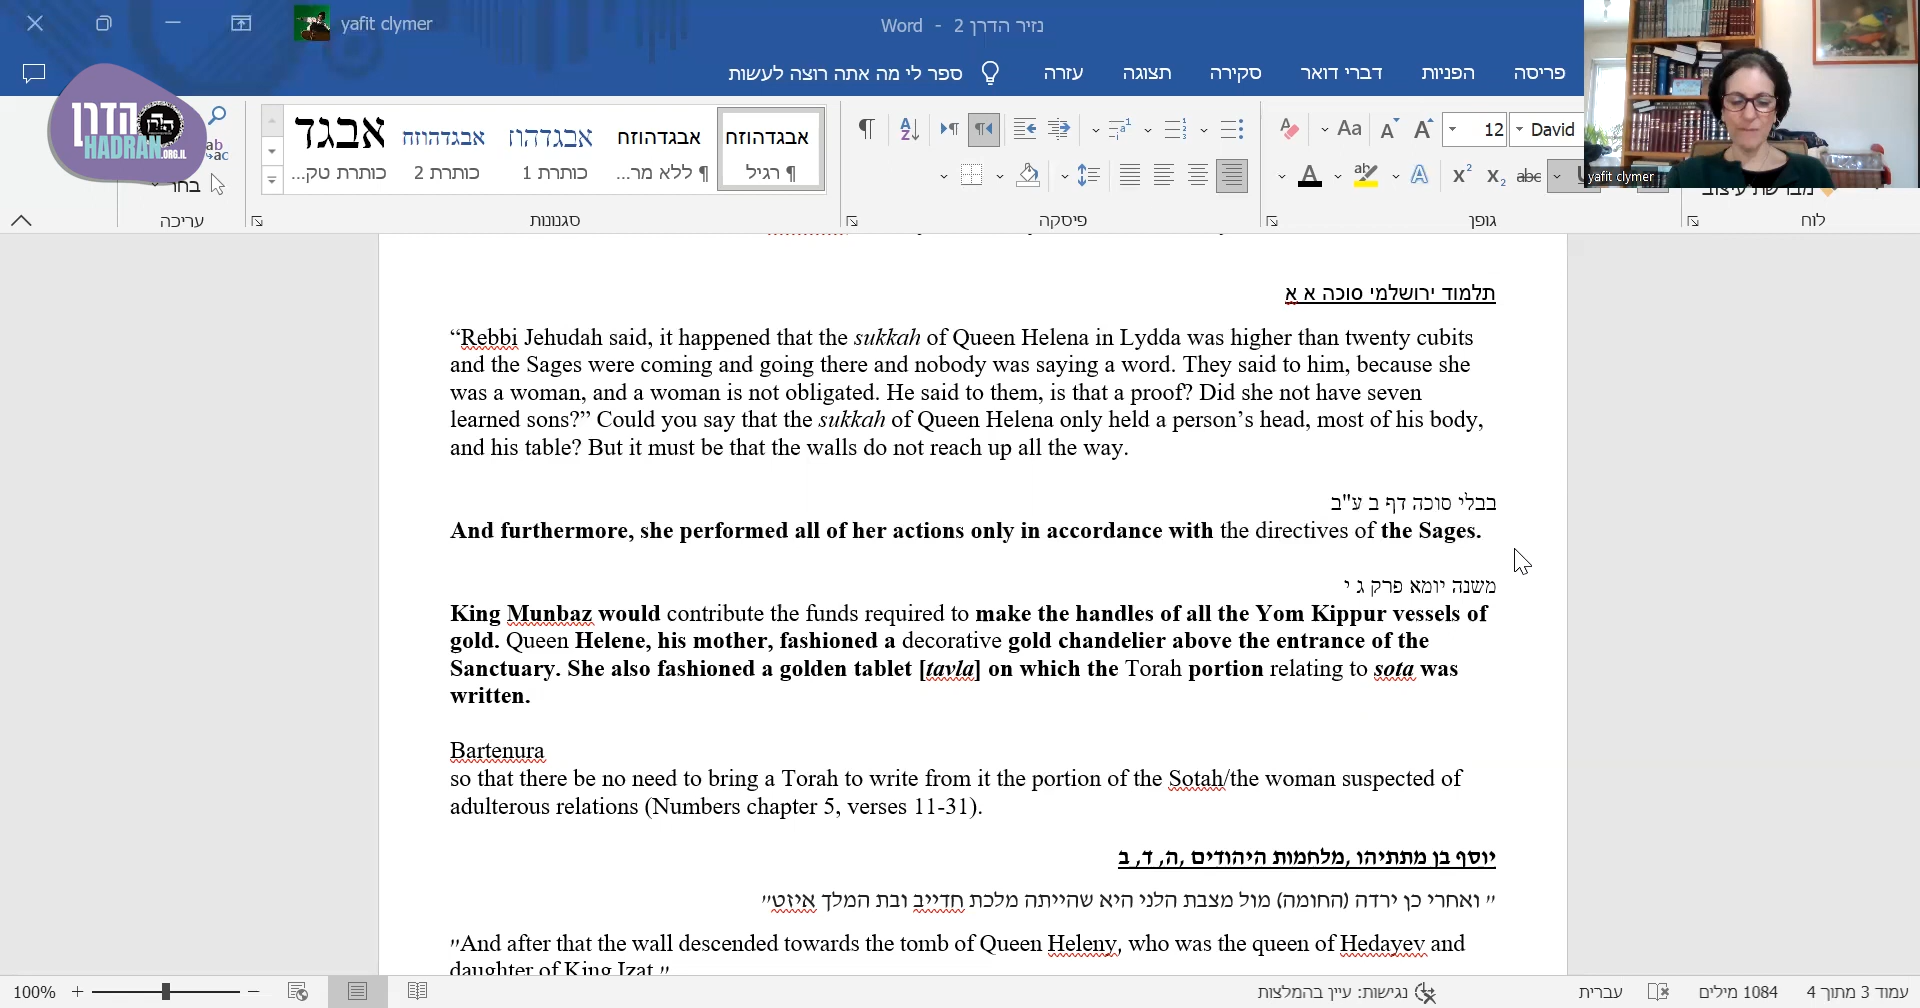 yafit clymer
נזיר הדרן 2 - Word
פריסה הפניות דברי דואר סקירה תצוגה עזרה ספר לי מה אתה רוצה לעשות
הדרן
HADRAN.ORG.IL
David 12 Aa
אבגדהוזח אבגדהוזח אבגדהוז אבגדהוזח אבגד
¶ רגיל ¶ ללא מר... כותרת 1 כותרת 2 כותרת טק...
בחר
לוח גופן פיסקה סגנונות עריכה
yafit clymer
תלמוד ירושלמי סוכה א א
“Rebbi Jehudah said, it happened that the sukkah of Queen Helena in Lydda was higher than twenty cubits
and the Sages were coming and going there and nobody was saying a word. They said to him, because she
was a woman, and a woman is not obligated. He said to them, is that a proof? Did she not have seven
learned sons?” Could you say that the sukkah of Queen Helena only held a person’s head, most of his body,
and his table? But it must be that the walls do not reach up all the way.
בבלי סוכה דף ב ע"ב
And furthermore, she performed all of her actions only in accordance with the directives of the Sages.
משנה יומא פרק ג י
King Munbaz would contribute the funds required to make the handles of all the Yom Kippur vessels of
gold. Queen Helene, his mother, fashioned a decorative gold chandelier above the entrance of the
Sanctuary. She also fashioned a golden tablet [tavla] on which the Torah portion relating to sota was
written.
Bartenura
so that there be no need to bring a Torah to write from it the portion of the Sotah/the woman suspected of
adulterous relations (Numbers chapter 5, verses 11-31).
יוסף בן מתתיהו ,מלחמות היהודים ,ה, ד, ב
" ואחרי כן ירדה (החומה) מול מצבת הלני היא שהייתה מלכת חדייב ובת המלך איזט"
"And after that the wall descended towards the tomb of Queen Heleny, who was the queen of Hedayev and
daughter of King Izat "
עמוד 3 מתוך 4 1084 מילים עברית נגישות: עיין בהמלצות 100%